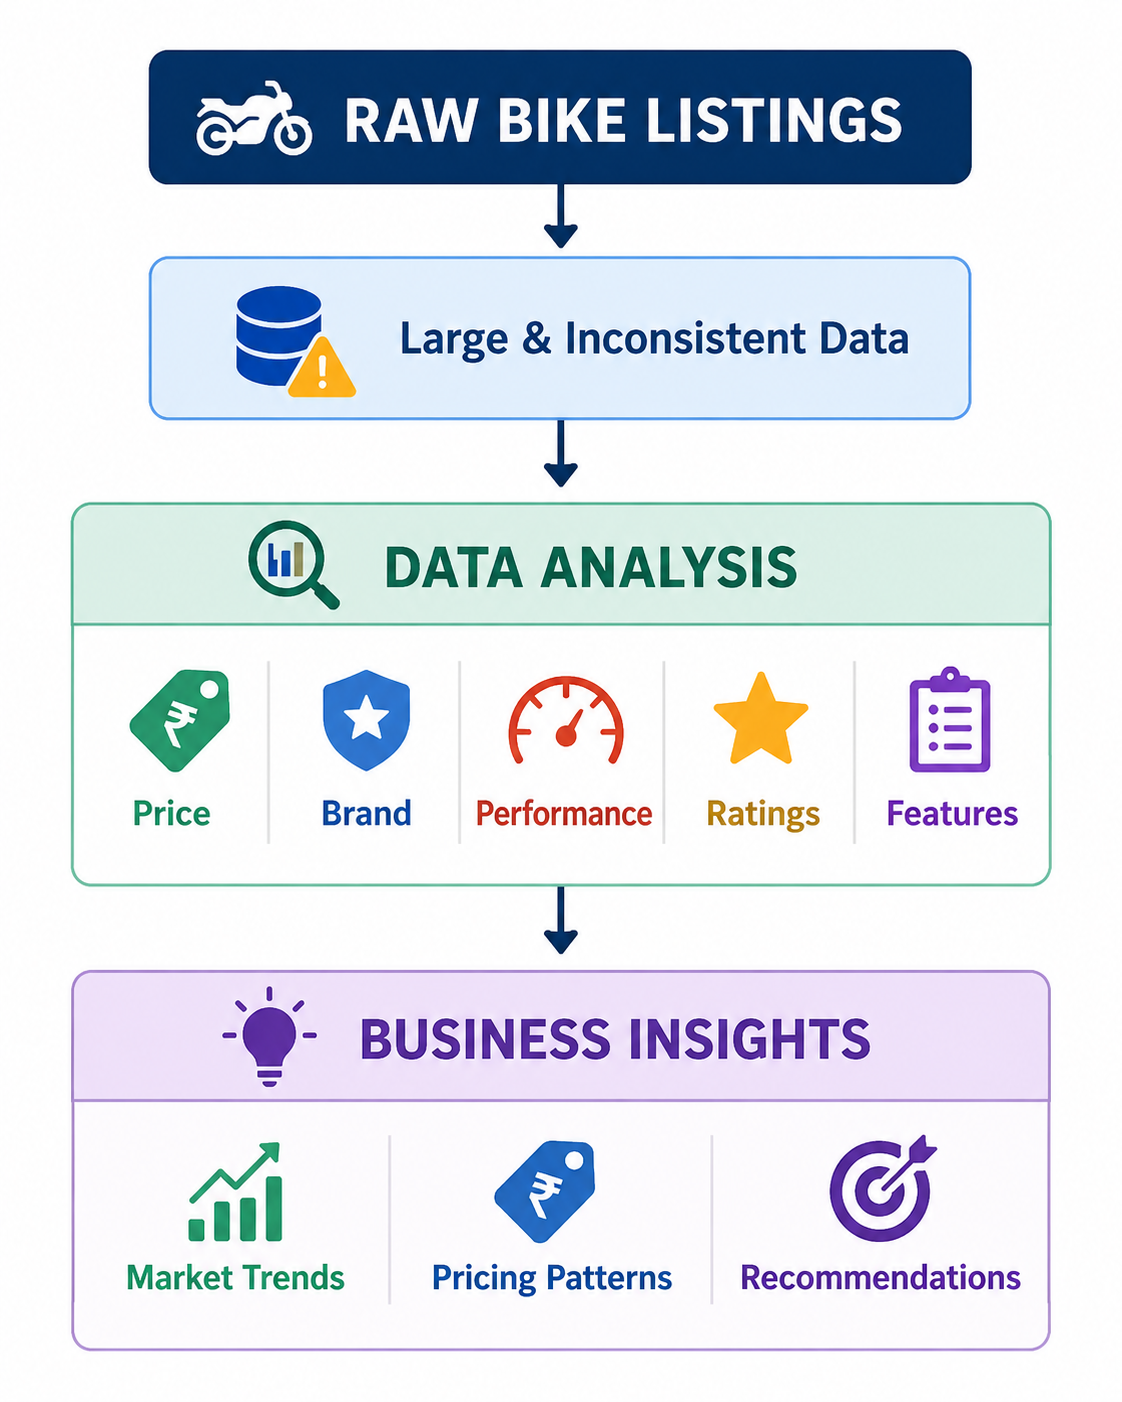 RAW BIKE LISTINGS
Large & Inconsistent Data
DATA ANALYSIS
₹
Price
Brand
Performance
Ratings
Features
BUSINESS INSIGHTS
Market Trends
₹
Pricing Patterns
Recommendations